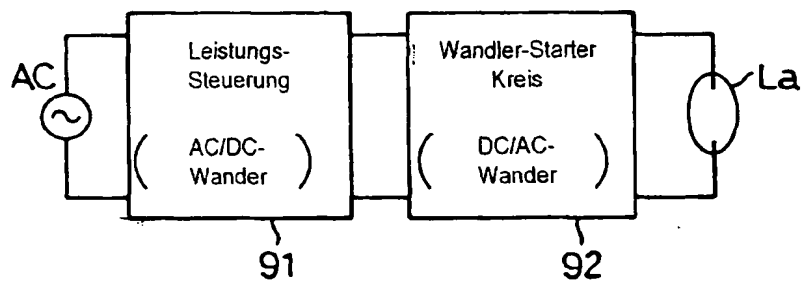 Leistungs-
Steuerung
( AC/DC-
Wander )
Wandler-Starter
Kreis
( DC/AC-
Wander )
AC
~
La
91
92